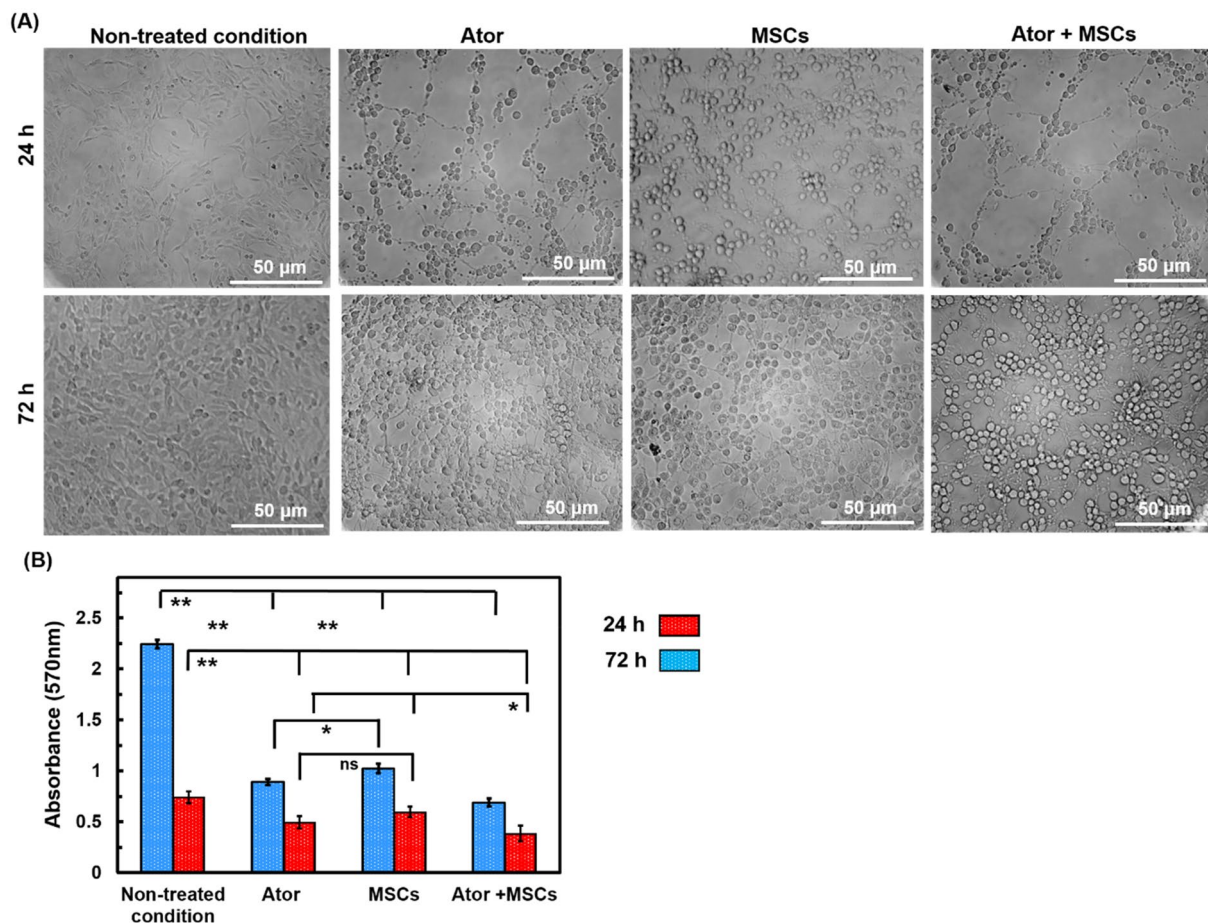 (A)
Non-treated condition
Ator
MSCs
Ator + MSCs
24 h
50 µm
50 µm
50 µm
50 µm
72 h
50 µm
50 µm
50 µm
50 µm
(B)
Absorbance (570nm)
2.5
2
1.5
1
0.5
0
**
**
**
**
*
*
ns
24 h
72 h
Non-treated
condition
Ator
MSCs
Ator +MSCs